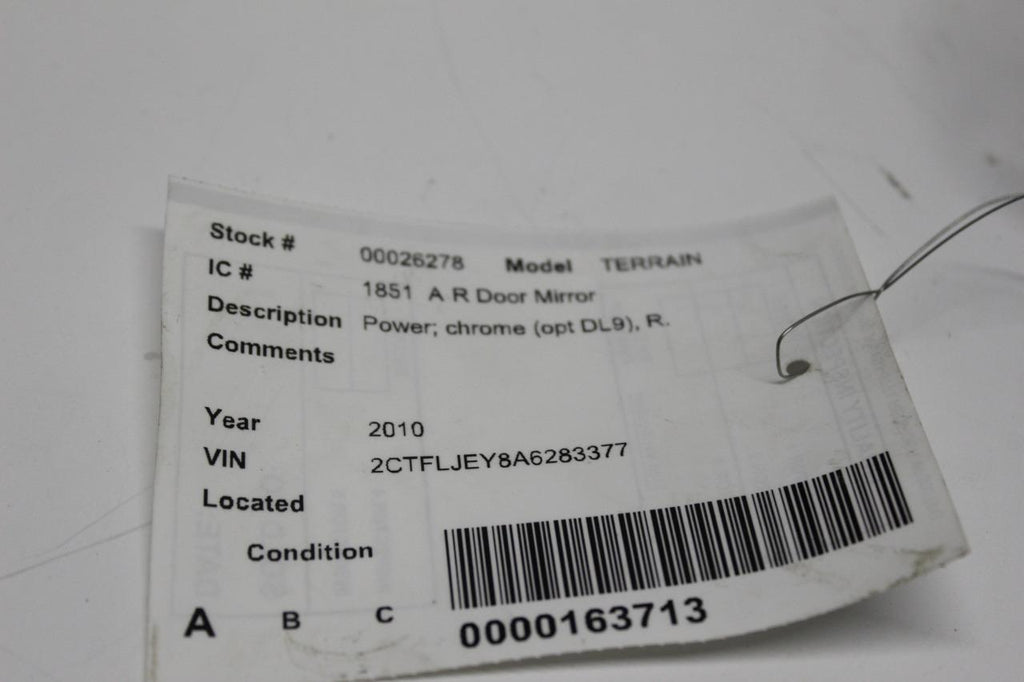 Stock # 00026278 Model TERRAIN
IC # 1851 A R Door Mirror
Description Power; chrome (opt DL9), R.
Comments
Year 2010
VIN 2CTFLJEY8A6283377
Located
Condition
A B C
0000163713